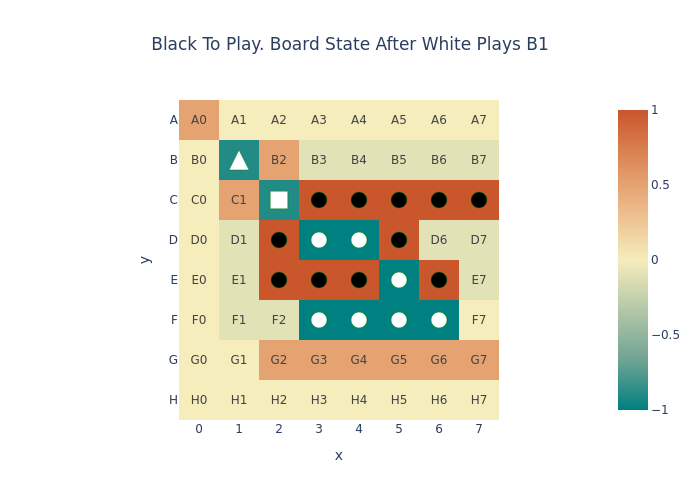 Black To Play. Board State After White Plays B1
A A0 A1 A2 A3 A4 A5 A6 A7
B B0 B2 B3 B4 B5 B6 B7
C C0 C1
D D0 D1 D6 D7
E E0 E1 E7
F F0 F1 F2 F7
G G0 G1 G2 G3 G4 G5 G6 G7
H H0 H1 H2 H3 H4 H5 H6 H7
0 1 2 3 4 5 6 7
x
y
1
0.5
0
−0.5
−1